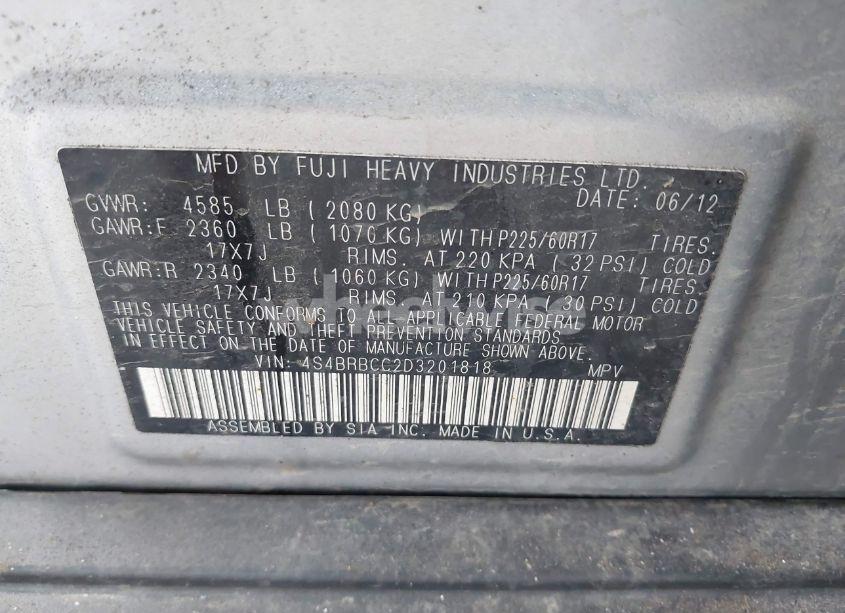 MFD BY FUJI HEAVY INDUSTRIES LTD.
DATE: 06/12
GVWR: 4585 LB ( 2080 KG)
GAWR:F 2360 LB ( 1070 KG) WITH P225/60R17 TIRES.
17X7J RIMS. AT 220 KPA ( 32 PSI) COLD
GAWR:R 2340 LB ( 1060 KG) WITH P225/60R17 TIRES.
17X7J RIMS. AT 210 KPA ( 30 PSI) COLD
THIS VEHICLE CONFORMS TO ALL APPLICABLE FEDERAL MOTOR
VEHICLE SAFETY AND THEFT PREVENTION STANDARDS
IN EFFECT ON THE DATE OF MANUFACTURE SHOWN ABOVE.
VIN: 4S4BRBCC2D3201818 MPV
ASSEMBLED BY SIA INC. MADE IN U.S.A.